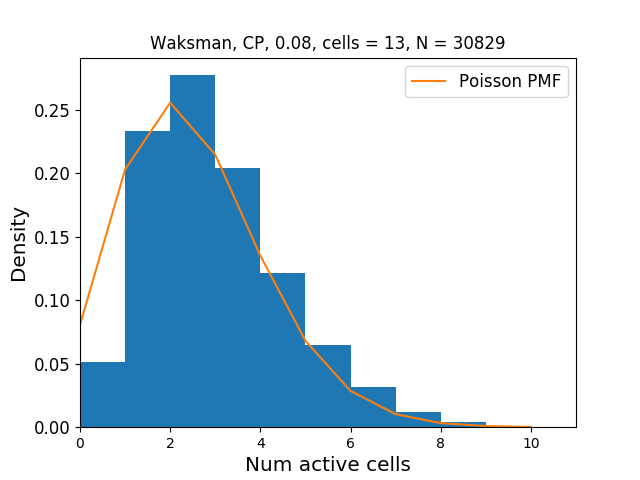 Waksman, CP, 0.08, cells = 13, N = 30829
Poisson PMF
Density
0.25
0.20
0.15
0.10
0.05
0.00
0 2 4 6 8 10
Num active cells